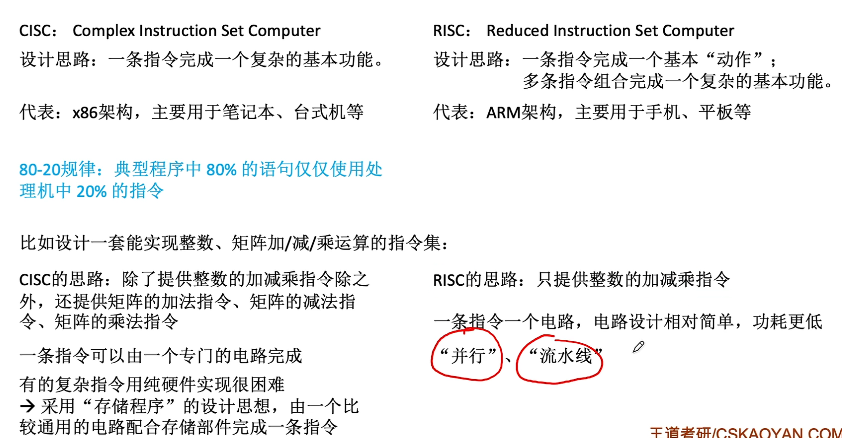 CISC： Complex Instruction Set Computer
设计思路：一条指令完成一个复杂的基本功能。
代表：x86架构，主要用于笔记本、台式机等
80-20规律：典型程序中 80% 的语句仅仅使用处
理机中 20% 的指令
RISC： Reduced Instruction Set Computer
设计思路：一条指令完成一个基本“动作”；
多条指令组合完成一个复杂的基本功能。
代表：ARM架构，主要用于手机、平板等
比如设计一套能实现整数、矩阵加/减/乘运算的指令集：
CISC的思路：除了提供整数的加减乘指令除之
外，还提供矩阵的加法指令、矩阵的减法指
令、矩阵的乘法指令
一条指令可以由一个专门的电路完成
有的复杂指令用纯硬件实现很困难
→ 采用“存储程序”的设计思想，由一个比
较通用的电路配合存储部件完成一条指令
RISC的思路：只提供整数的加减乘指令
一条指令一个电路，电路设计相对简单，功耗更低
“并行”、“流水线”
王道考研/CSKAOYAN.COM